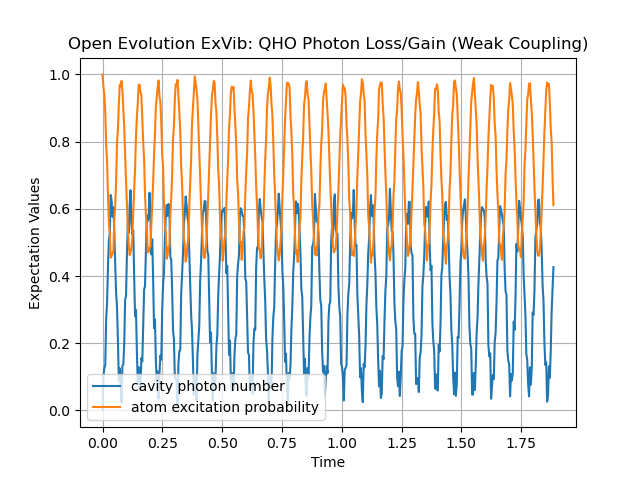 Open Evolution ExVib: QHO Photon Loss/Gain (Weak Coupling)
Expectation Values
1.0
0.8
0.6
0.4
0.2
0.0
cavity photon number
atom excitation probability
0.00 0.25 0.50 0.75 1.00 1.25 1.50 1.75
Time